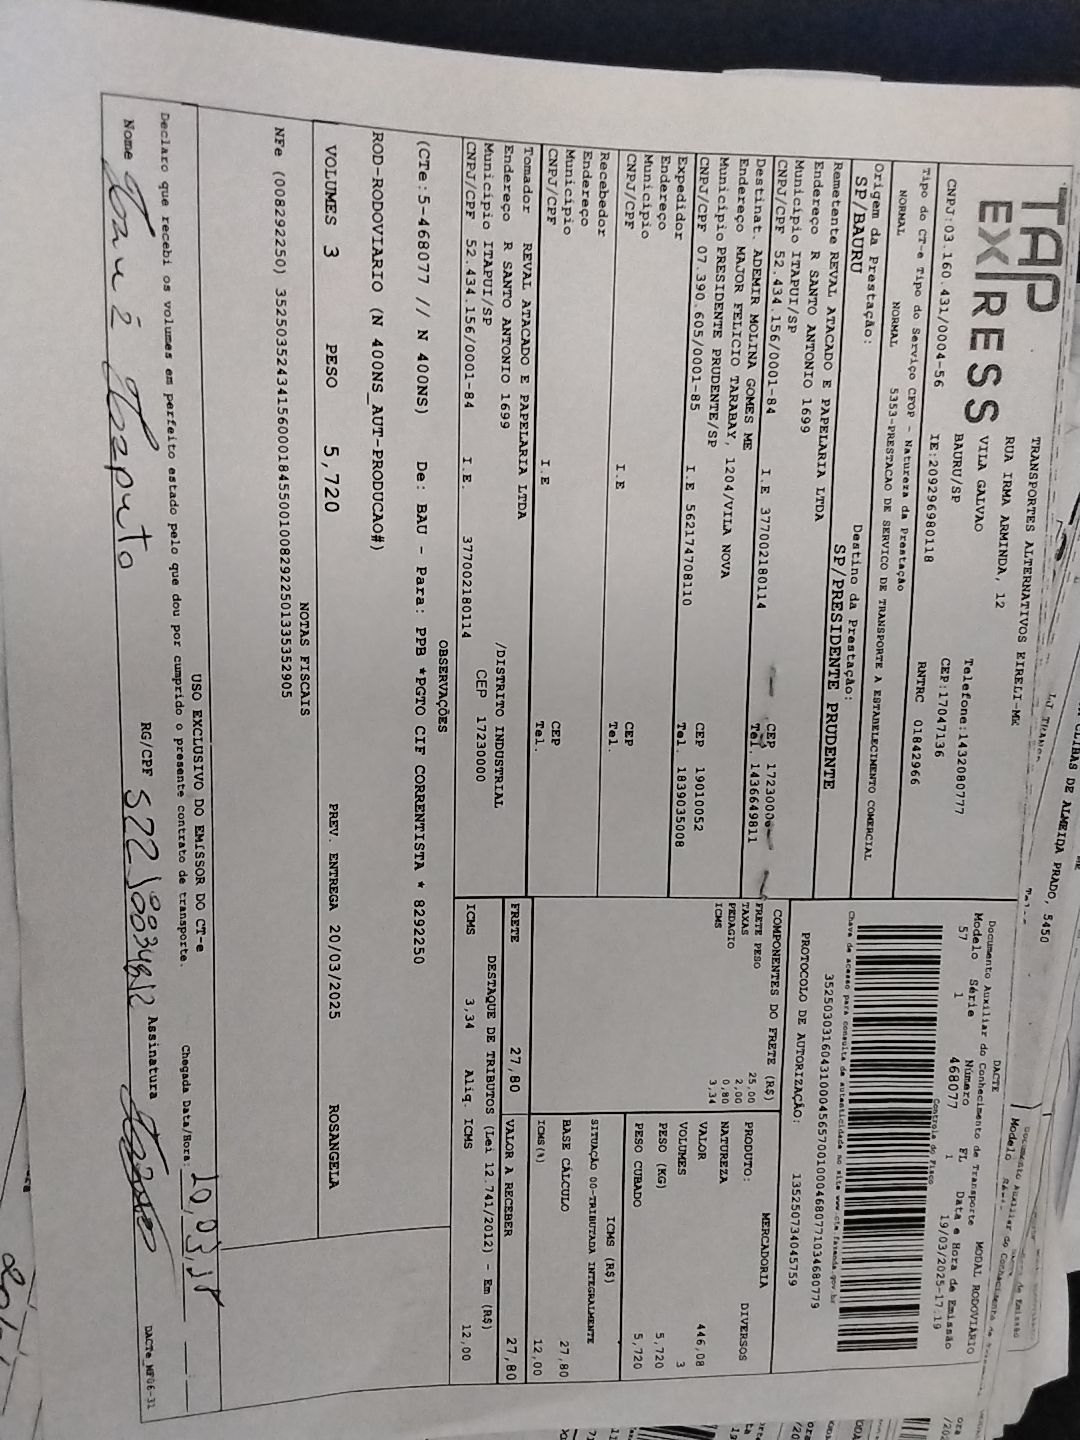 TAP
EXPRESS
TRANSPORTES ALTERNATIVOS EIRELI-ME
RUA IRMA ARMINDA, 12
VILA GALVAO
BAURU/SP
Telefone:1432080777
CEP:17047136
CNPJ:03.160.431/0004-56 IE:209296980118 RNTRC 01842966
DE ALMEIDA PRADO, 5450
DACTE
Documento Auxiliar do Conhecimento de Transporte
MODAL RODOVIÁRIO
Modelo Série Número FL Data e Hora de Emissão
57 1 468077 1 19/03/2025-17:19
Controle do Fisco
Chave de acesso para consulta de autenticidade no site www.cte.fazenda.gov.br
35250303160431000456570010004680771034680779
PROTOCOLO DE AUTORIZAÇÃO: 135250734045759
Tipo do CT-e Tipo do Serviço CFOP - Natureza da Prestação
NORMAL NORMAL 5353-PRESTACAO DE SERVICO DE TRANSPORTE A ESTABELECIMENTO COMERCIAL
Origem da Prestação: Destino da Prestação:
SP/BAURU SP/PRESIDENTE PRUDENTE
Remetente REVAL ATACADO E PAPELARIA LTDA
Endereço R SANTO ANTONIO 1699
Município ITAPUI/SP CEP
CNPJ/CPF 52.434.156/0001-84 I.E 377002180114 Tel. 1436649811
Destinat. ADEMIR MOLINA GOMES ME
Endereço MAJOR FELICIO TARABAY, 1204/VILA NOVA
Município PRESIDENTE PRUDENTE/SP CEP 19010052
CNPJ/CPF 07.390.605/0001-85 I.E 562174708110 Tel. 1839035008
Expedidor
Endereço
Município CEP
CNPJ/CPF I.E Tel.
Recebedor
Endereço
Município CEP
CNPJ/CPF I.E Tel.
Tomador REVAL ATACADO E PAPELARIA LTDA
Endereço R SANTO ANTONIO 1699 /DISTRITO INDUSTRIAL
Município ITAPUI/SP CEP 17230000
CNPJ/CPF 52.434.156/0001-84 I.E. 377002180114
COMPONENTES DO FRETE (R$)
FRETE PESO 25,00
TAXAS 2,00
PEDAGIO 0,80
ICMS 3,34
MERCADORIA
PRODUTO: DIVERSOS
NATUREZA
VALOR 446,08
VOLUMES 3
PESO (KG) 5,720
PESO CUBADO 5,720
ICMS (R$)
SITUAÇÃO 00-TRIBUTADA INTEGRALMENTE
BASE CÁLCULO 27,80
ICMS(%) 12,00
FRETE 27,80 VALOR A RECEBER 27,80
DESTAQUE DE TRIBUTOS (Lei 12.741/2012) - Em (R$)
ICMS 3,34 Aliq. ICMS 12,00
OBSERVAÇÕES
(CTe:5-468077 // N 400NS) De: BAU - Para: PPB *PGTO CIF CORRENTISTA * 8292250
ROD-RODOVIARIO (N 400NS_AUT-PRODUCAO#)
VOLUMES 3 PESO 5,720 PREV. ENTREGA 20/03/2025 ROSANGELA
NOTAS FISCAIS
NFe (008292250) 35250352434156000184550010082922501335352905
USO EXCLUSIVO DO EMISSOR DO CT-e
Declaro que recebi os volumes em perfeito estado pelo que dou por cumprido o presente contrato de transporte.
Chegada Data/Hora:
Nome RG/CPF Assinatura
DACTe_MF06-31